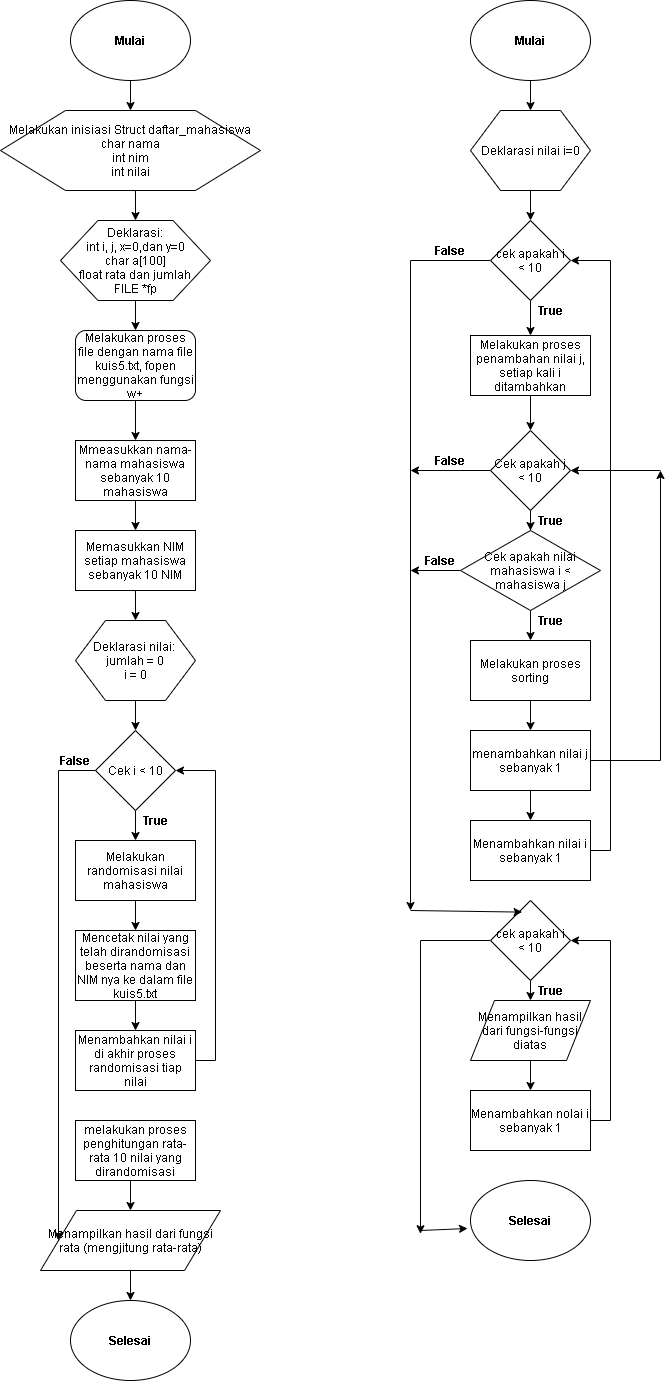 Mulai
Melakukan inisiasi Struct daftar_mahasiswa
char nama
int nim
int nilai
Deklarasi:
int i, j, x=0,dan y=0
char a[100]
float rata dan jumlah
FILE *fp
Melakukan proses
file dengan nama file
kuis5.txt, fopen
menggunakan fungsi
w+
Mmeasukkan nama-
nama mahasiswa
sebanyak 10
mahasiswa
Memasukkan NIM
setiap mahasiswa
sebanyak 10 NIM
Deklarasi nilai:
jumlah = 0
i = 0
False
Cek i < 10
True
Melakukan
randomisasi nilai
mahasiswa
Mencetak nilai yang
telah dirandomisasi
beserta nama dan
NIM nya ke dalam file
kuis5.txt
Menambahkan nilai i
di akhir proses
randomisasi tiap
nilai
melakukan proses
penghitungan rata-
rata 10 nilai yang
dirandomisasi
Menampilkan hasil dari fungsi
rata (mengjitung rata-rata)
Selesai
Mulai
Deklarasi nilai i=0
False
cek apakah i
< 10
True
Melakukan proses
penambahan nilai j,
setiap kali i
ditambahkan
False
Cek apakah j
< 10
True
False
Cek apakah nilai
mahasiswa i <
mahasiswa j
True
Melakukan proses
sorting
menambahkan nilai j
sebanyak 1
Menambahkan nilai i
sebanyak 1
cek apakah i
< 10
True
Menampilkan hasil
dari fungsi-fungsi
diatas
Menambahkan nolai i
sebanyak 1
Selesai